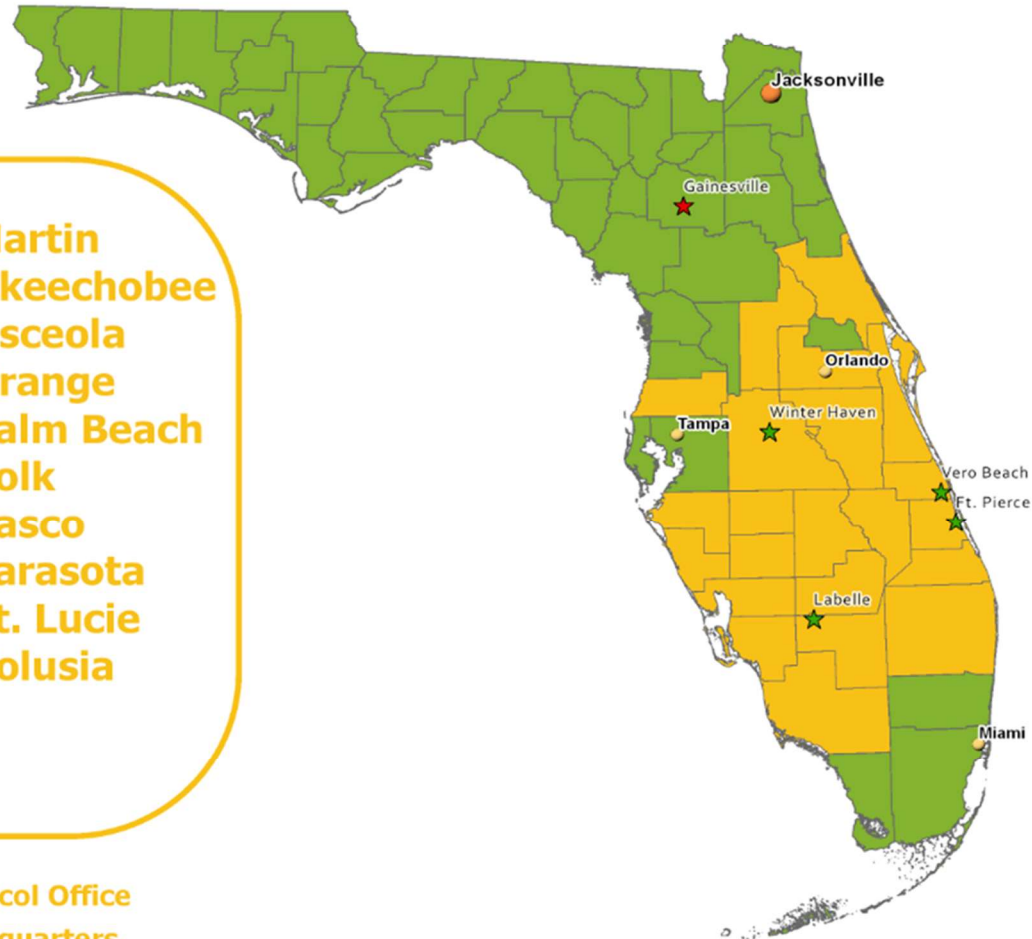 artin
keechobee
sceola
range
alm Beach
olk
asco
arasota
t. Lucie
olusia
col Office
quarters
Jacksonville
Gainesville
Orlando
Winter Haven
Tampa
Vero Beach
Ft. Pierce
Labelle
Miami